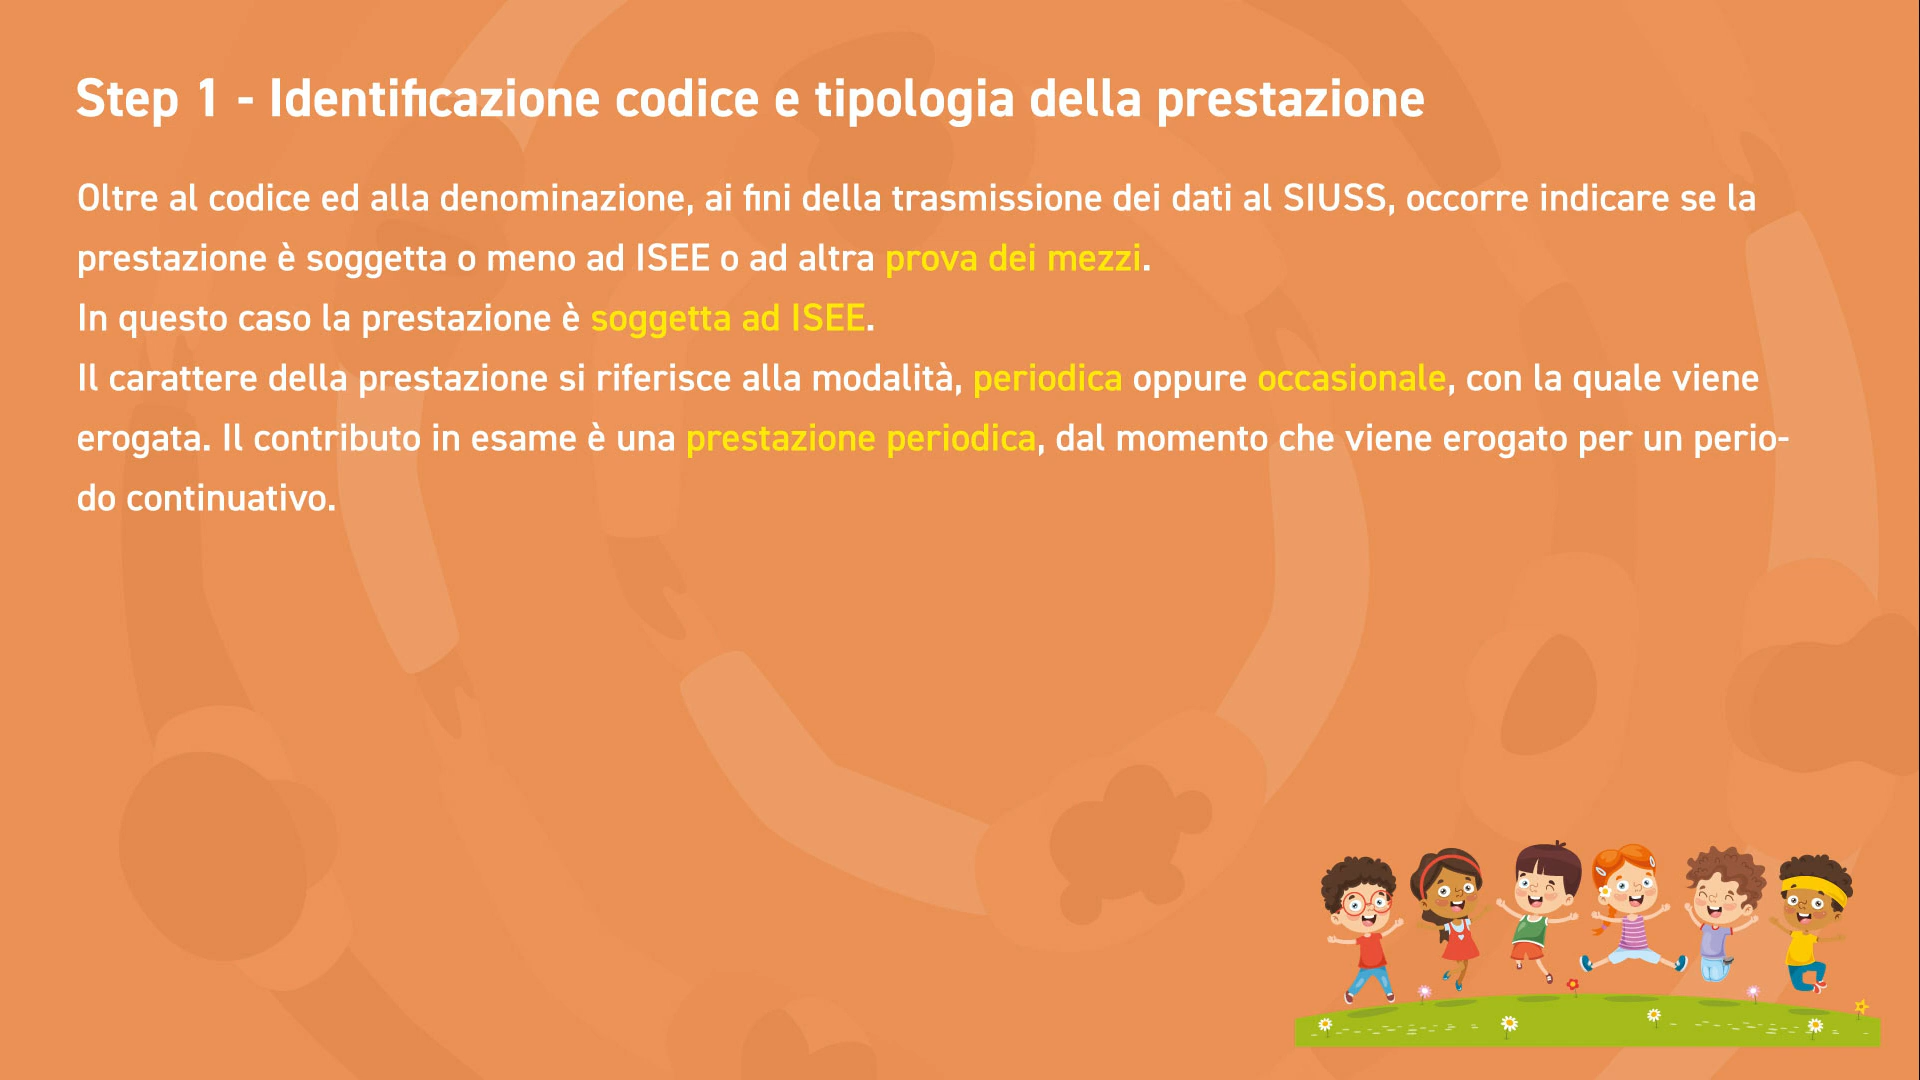 Step 1 - Identificazione codice e tipologia della prestazione
Oltre al codice ed alla denominazione, ai fini della trasmissione dei dati al SIUSS, occorre indicare se la
prestazione è soggetta o meno ad ISEE o ad altra prova dei mezzi.
In questo caso la prestazione è soggetta ad ISEE.
Il carattere della prestazione si riferisce alla modalità, periodica oppure occasionale, con la quale viene
erogata. Il contributo in esame è una prestazione periodica, dal momento che viene erogato per un perio-
do continuativo.